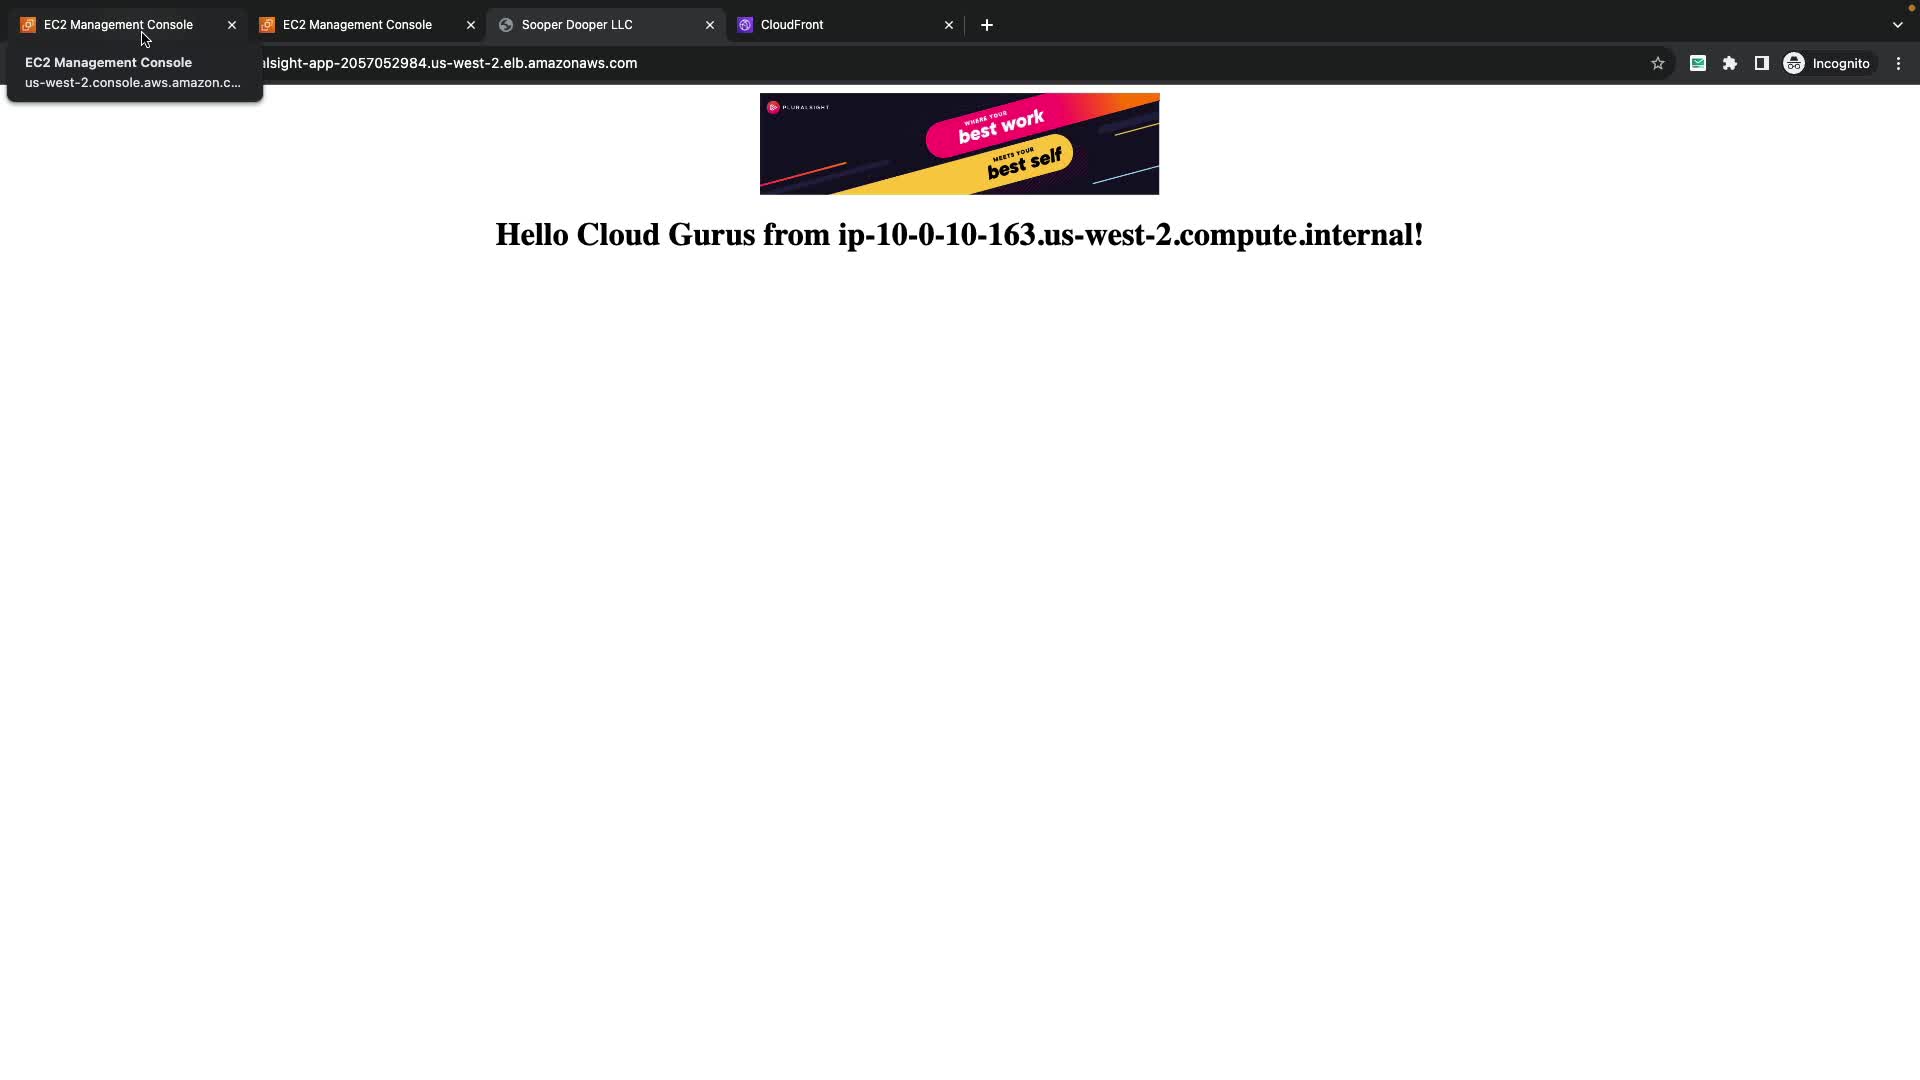 EC2 Management Console
EC2 Management Console
Sooper Dooper LLC
CloudFront
EC2 Management Console
us-west-2.console.aws.amazon.c...
alsight-app-2057052984.us-west-2.elb.amazonaws.com
Incognito
PLURALSIGHT
WHERE YOUR
best work
MEETS YOUR
best self
Hello Cloud Gurus from ip-10-0-10-163.us-west-2.compute.internal!